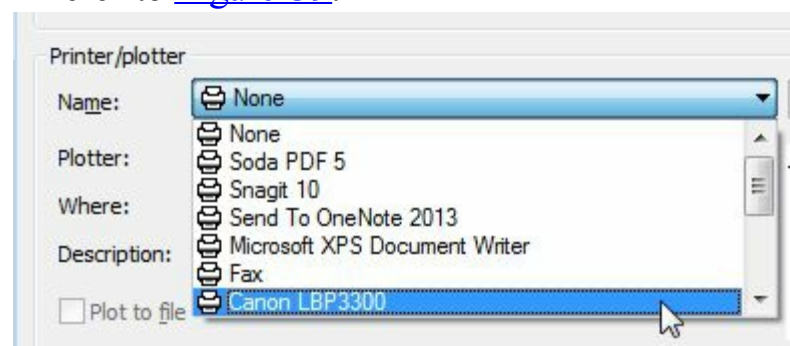 Printer/plotter
Name:
None
None
Plotter:
Soda PDF 5
Snagit 10
Where:
Send To OneNote 2013
Description:
Microsoft XPS Document Writer
Fax
Plot to file
Canon LBP3300